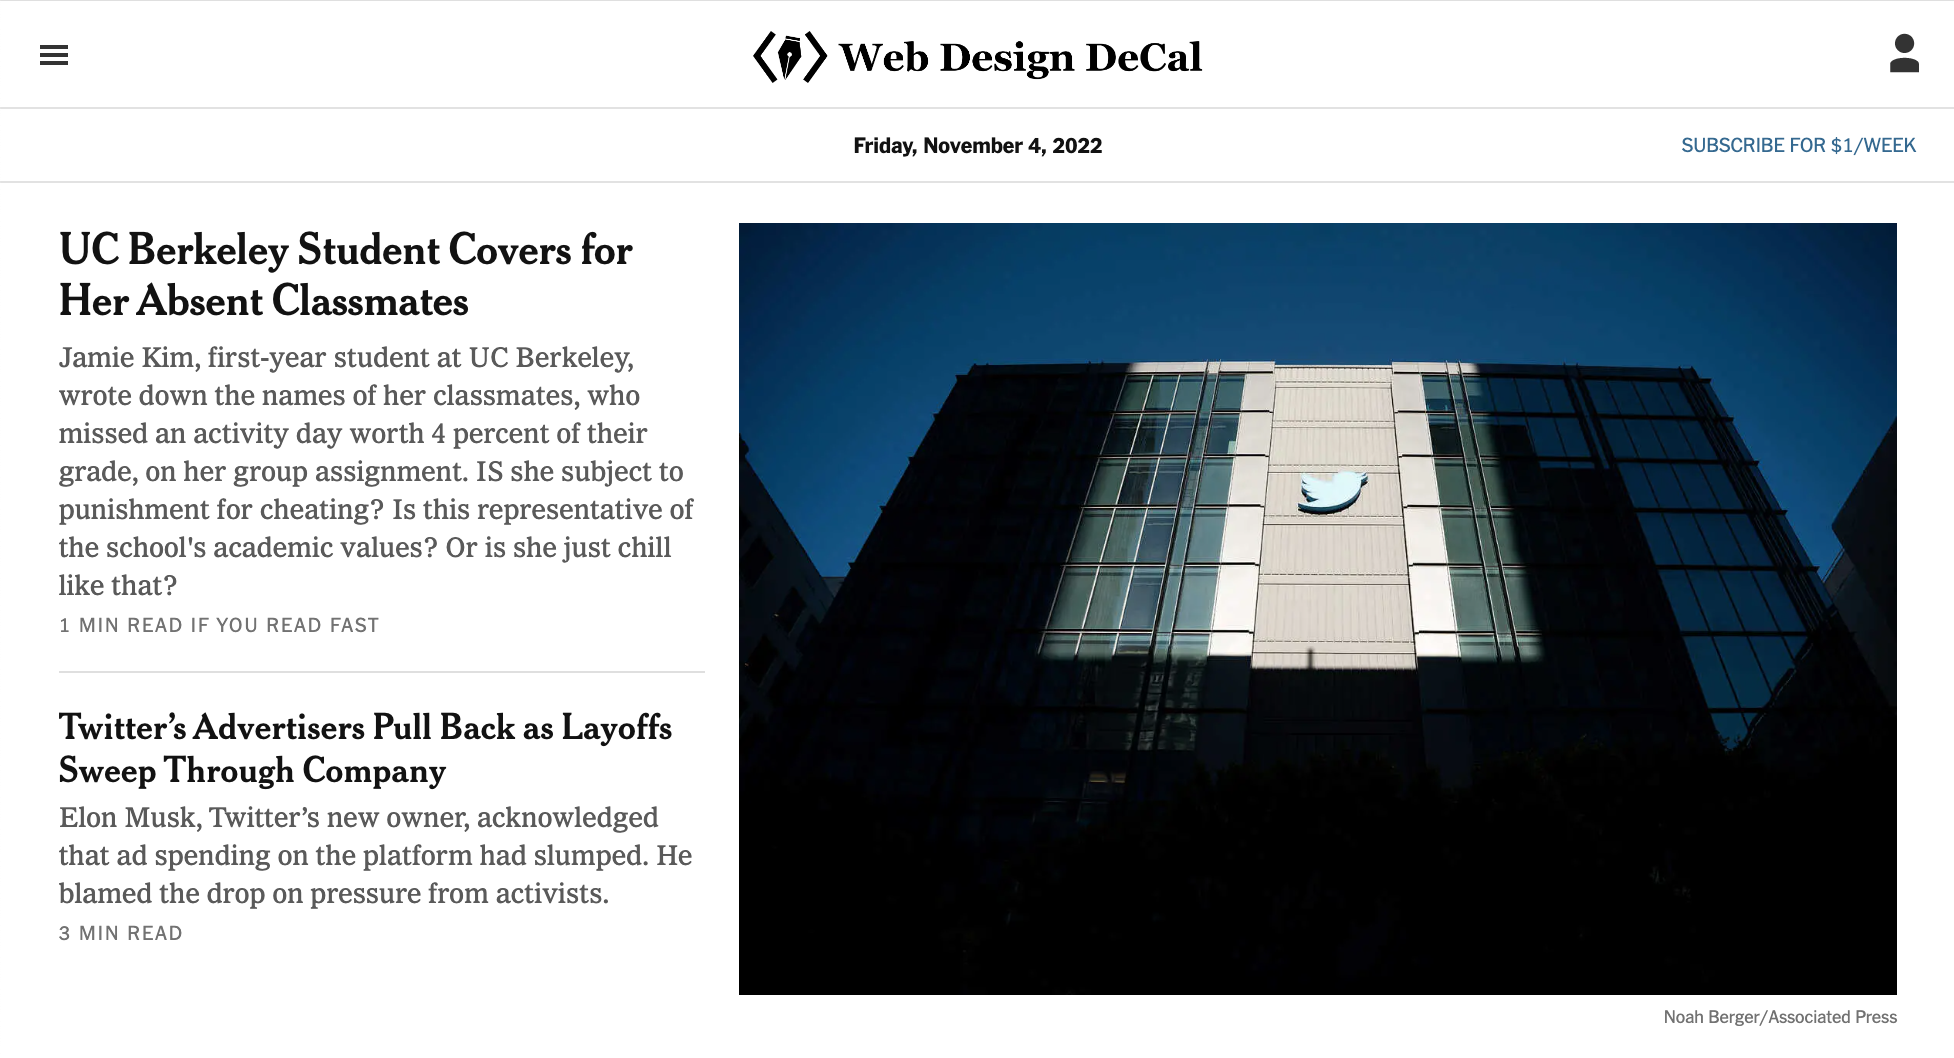 Web Design DeCal
Friday, November 4, 2022
SUBSCRIBE FOR $1/WEEK
UC Berkeley Student Covers for
Her Absent Classmates
Jamie Kim, first-year student at UC Berkeley,
wrote down the names of her classmates, who
missed an activity day worth 4 percent of their
grade, on her group assignment. IS she subject to
punishment for cheating? Is this representative of
the school's academic values? Or is she just chill
like that?
1 MIN READ IF YOU READ FAST
Twitter’s Advertisers Pull Back as Layoffs
Sweep Through Company
Elon Musk, Twitter’s new owner, acknowledged
that ad spending on the platform had slumped. He
blamed the drop on pressure from activists.
3 MIN READ
Noah Berger/Associated Press